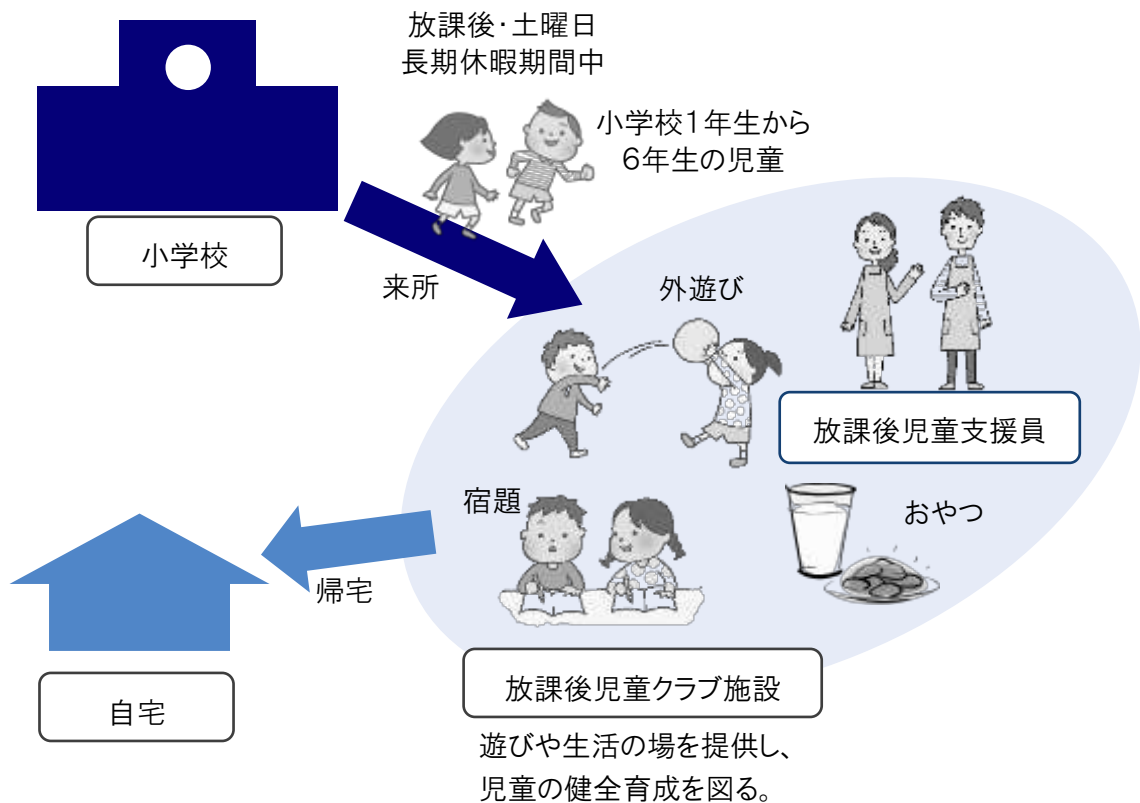 放課後・土曜日
長期休暇期間中
小学校1年生から
6年生の児童
小学校
来所
外遊び
放課後児童支援員
宿題
おやつ
帰宅
放課後児童クラブ施設
自宅
遊びや生活の場を提供し、
児童の健全育成を図る。